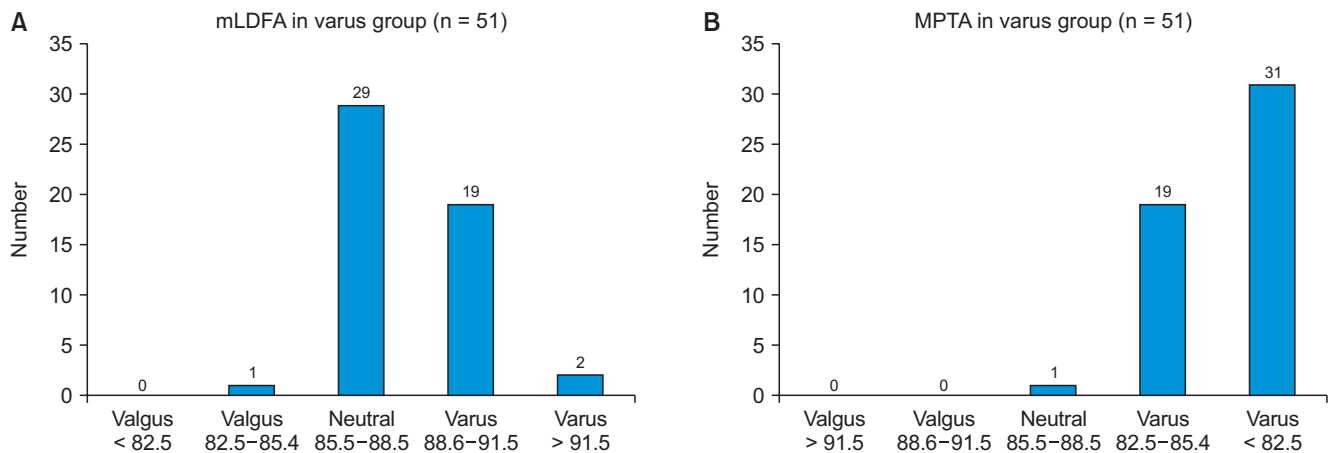 A
mLDFA in varus group (n = 51)
35
30
25
20
15
10
5
0
Number
0
1
29
19
2
Valgus
< 82.5
Valgus
82.5–85.4
Neutral
85.5–88.5
Varus
88.6–91.5
Varus
> 91.5
B
MPTA in varus group (n = 51)
35
30
25
20
15
10
5
0
Number
0
0
1
19
31
Valgus
> 91.5
Valgus
88.6–91.5
Neutral
85.5–88.5
Varus
82.5–85.4
Varus
< 82.5